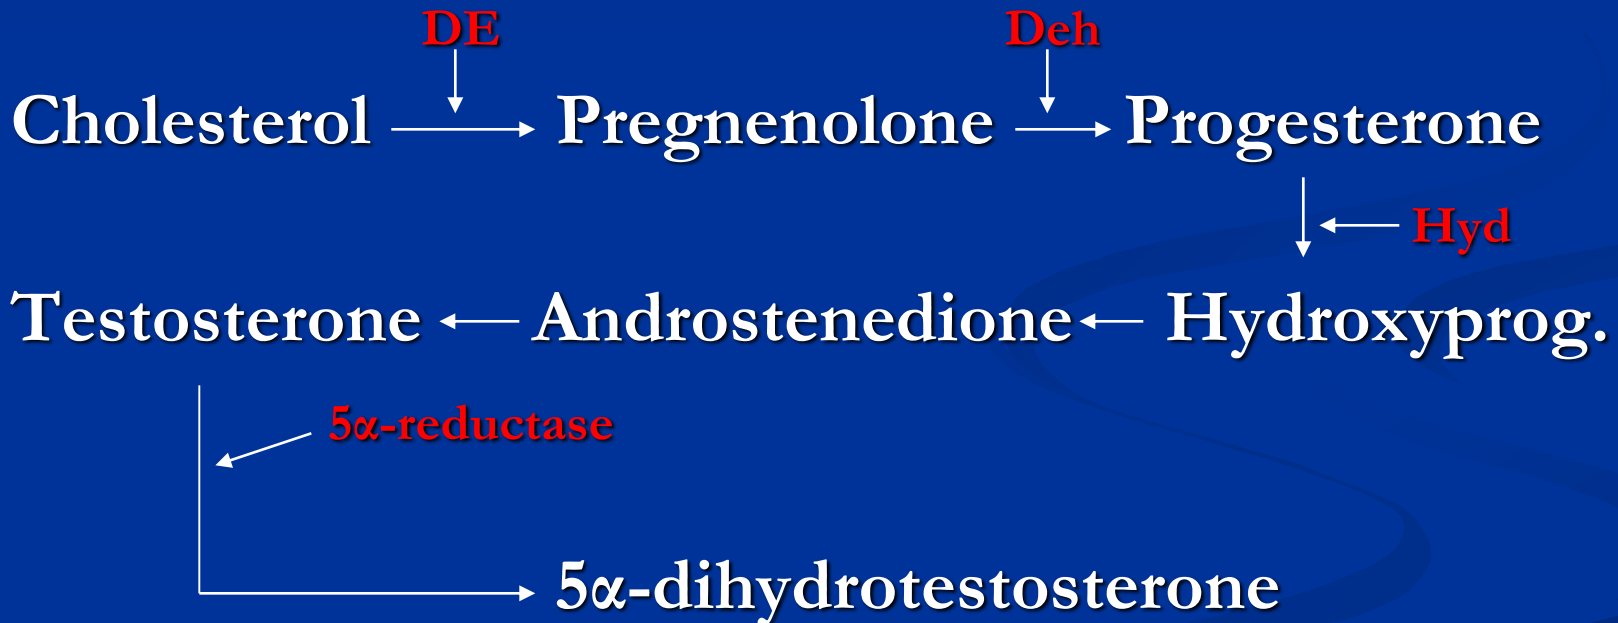 DE Deh
Cholesterol Pregnenolone Progesterone
Hyd
Testosterone Androstenedione Hydroxyprog.
5α-reductase
5α-dihydrotestosterone